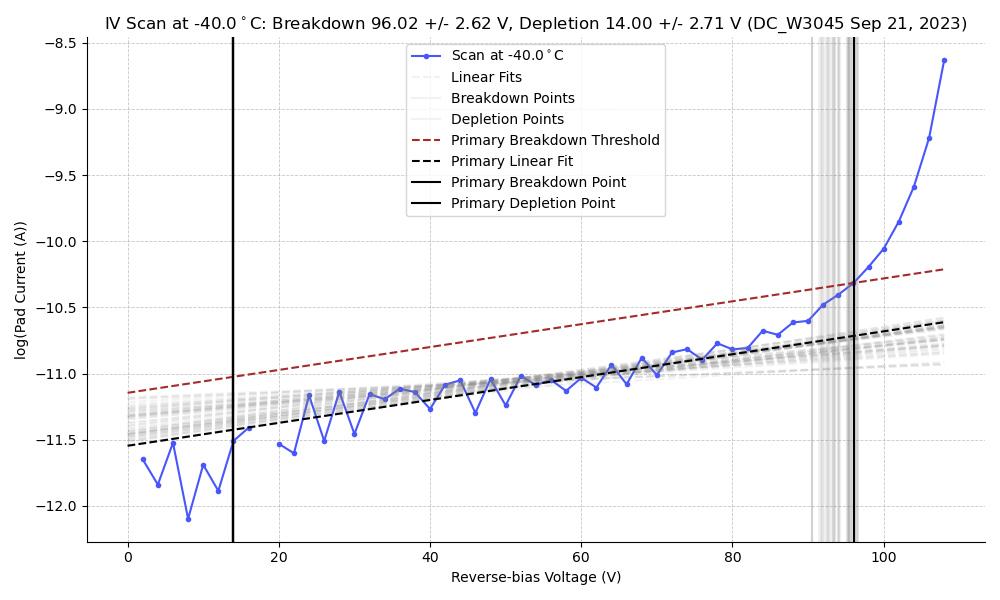 IV Scan at -40.0°C: Breakdown 96.02 +/- 2.62 V, Depletion 14.00 +/- 2.71 V (DC_W3045 Sep 21, 2023)
Scan at -40.0°C
Linear Fits
Breakdown Points
Depletion Points
Primary Breakdown Threshold
Primary Linear Fit
Primary Breakdown Point
Primary Depletion Point
log(Pad Current (A))
−8.5
−9.0
−9.5
−10.0
−10.5
−11.0
−11.5
−12.0
0
20
40
60
80
100
Reverse-bias Voltage (V)